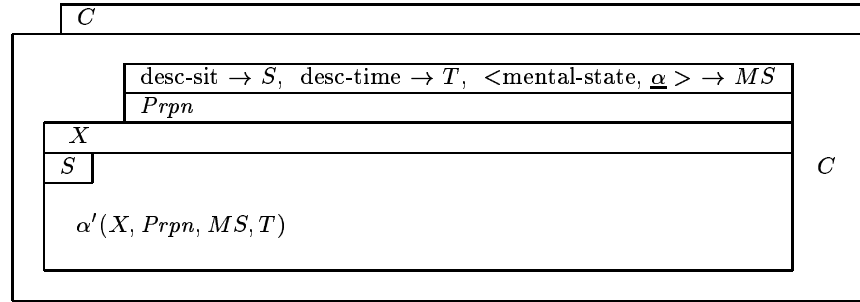 C
desc-sit → S, desc-time → T, <mental-state, α > → MS
Prpn
X
S C
α′(X, Prpn, MS, T)